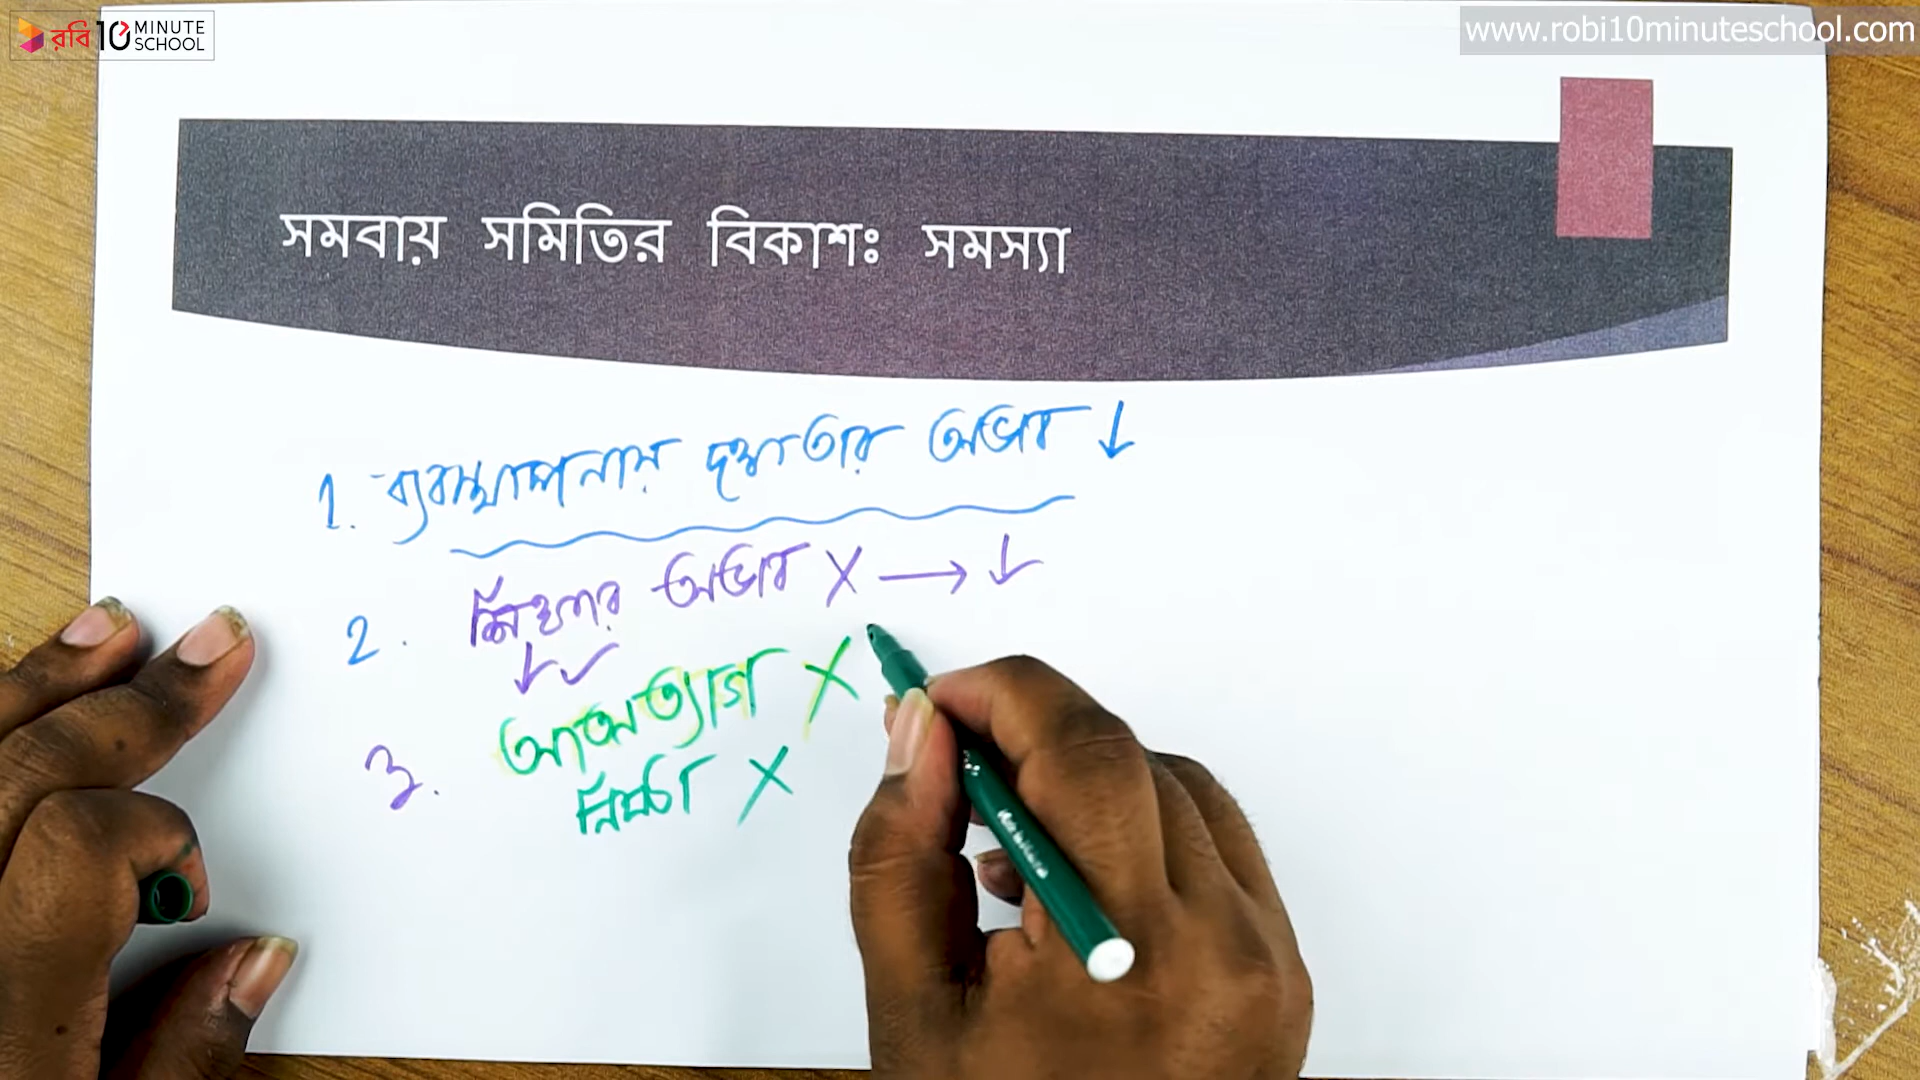 রবি 10 MINUTE SCHOOL
www.robi10minuteschool.com
সমবায় সমিতির বিকাশঃ সমস্যা
1. ব্যবস্থাপনায় দক্ষতার অভাব ↓
2. শিক্ষার অভাব X → ↓
↓ ✓
৩. আত্মত্যাগ X
নিষ্ঠা X